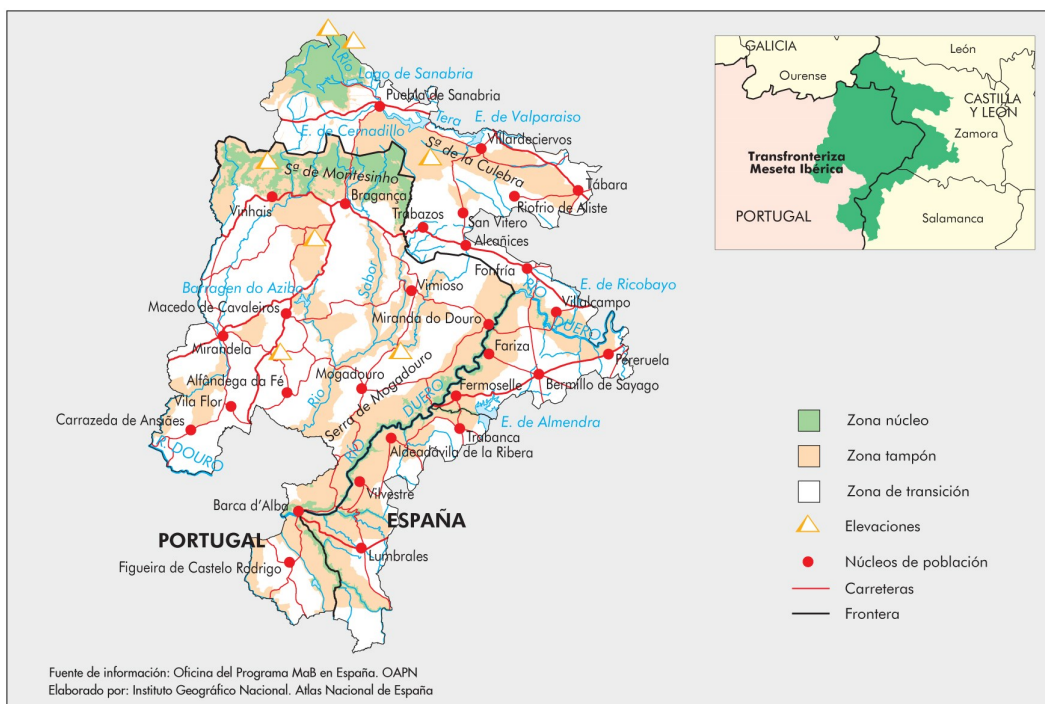 Río
Lago de Sanabria
Puebla de Sanabria
Tera
E. de Valparaiso
E. de Cernadillo
Villardeciervos
Sª de la Culebra
Sª de Montesinho
Tábara
Vinhais
Bragança
Riofrio de Aliste
Trabazos
San Vitero
Alcañices
Sabor
Fonfría
E. de Ricobayo
Barragen do Azibo
Vimioso
RÍO
Villalcampo
Macedo de Cavaleiros
Miranda do Douro
DUERO
Mirandela
Fariza
Pereruela
Alfândega da Fé
Mogadouro
Serra de Mogadouro
Fermoselle
Bermillo de Sayago
Vila Flor
Rio
DUERO
Carrazeda de Ansiães
E. de Almendra
Trabanca
R. DOURO
RÍO
Aldeadávila de la Ribera
Vilvestre
Barca d'Alba
ESPAÑA
PORTUGAL
Lumbrales
Figueira de Castelo Rodrigo
GALICIA
León
Ourense
CASTILLA
Y LEÓN
Zamora
Transfronteriza
Meseta Ibérica
PORTUGAL
Salamanca
Zona núcleo
Zona tampón
Zona de transición
Elevaciones
Núcleos de población
Carreteras
Frontera
Fuente de información: Oficina del Programa MaB en España. OAPN
Elaborado por: Instituto Geográfico Nacional. Atlas Nacional de España